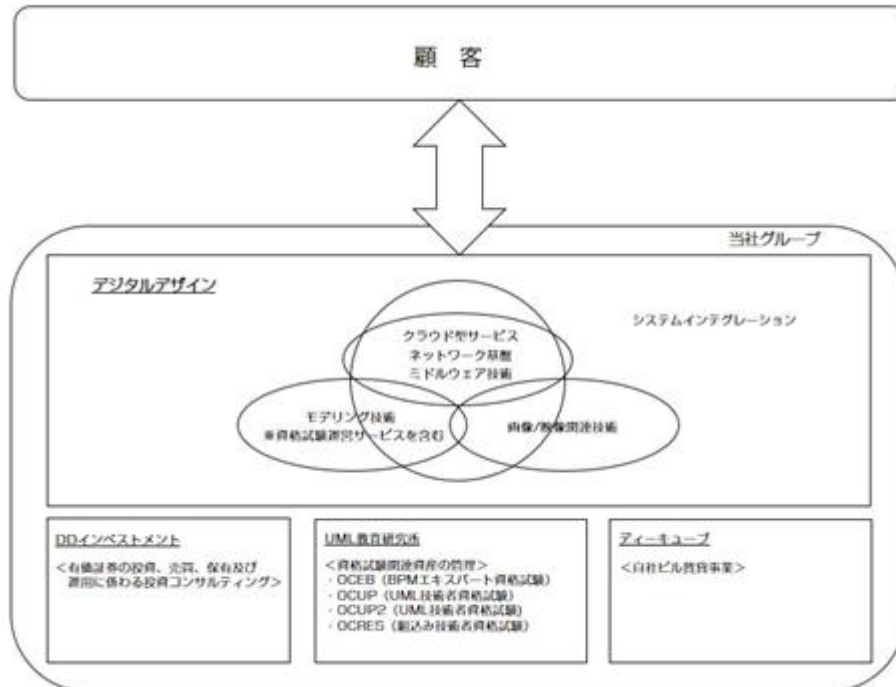 顧 客
当社グループ
デジタルデザイン
システムインテグレーション
クラウド型サービス
ネットワーク基盤
ミドルウェア技術
モデリング技術
※資格試験運営サービスを含む
画像/映像関連技術
DDインベストメント
<有価証券の投資、売買、保有及び
運用に係わる投資コンサルティング>
UML教育研究所
<資格試験関連資産の管理>
・OCEB(BPMエキスパート資格試験)
・OCUP(UML技術者資格試験)
・OCUP2(UML技術者資格試験)
・OCRES(組込み技術者資格試験)
ディーキューブ
<自社ビル賃貸事業>